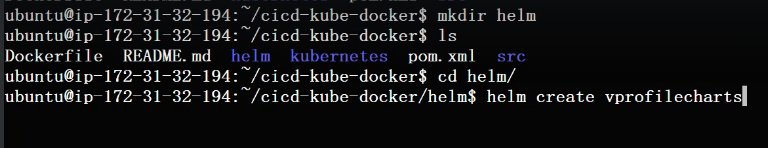 ubuntu@ip-172-31-32-194:~/cicd-kube-docker$ mkdir helm
ubuntu@ip-172-31-32-194:~/cicd-kube-docker$ ls
Dockerfile README.md helm kubernetes pom.xml src
ubuntu@ip-172-31-32-194:~/cicd-kube-docker$ cd helm/
ubuntu@ip-172-31-32-194:~/cicd-kube-docker/helm$ helm create vprofilecharts